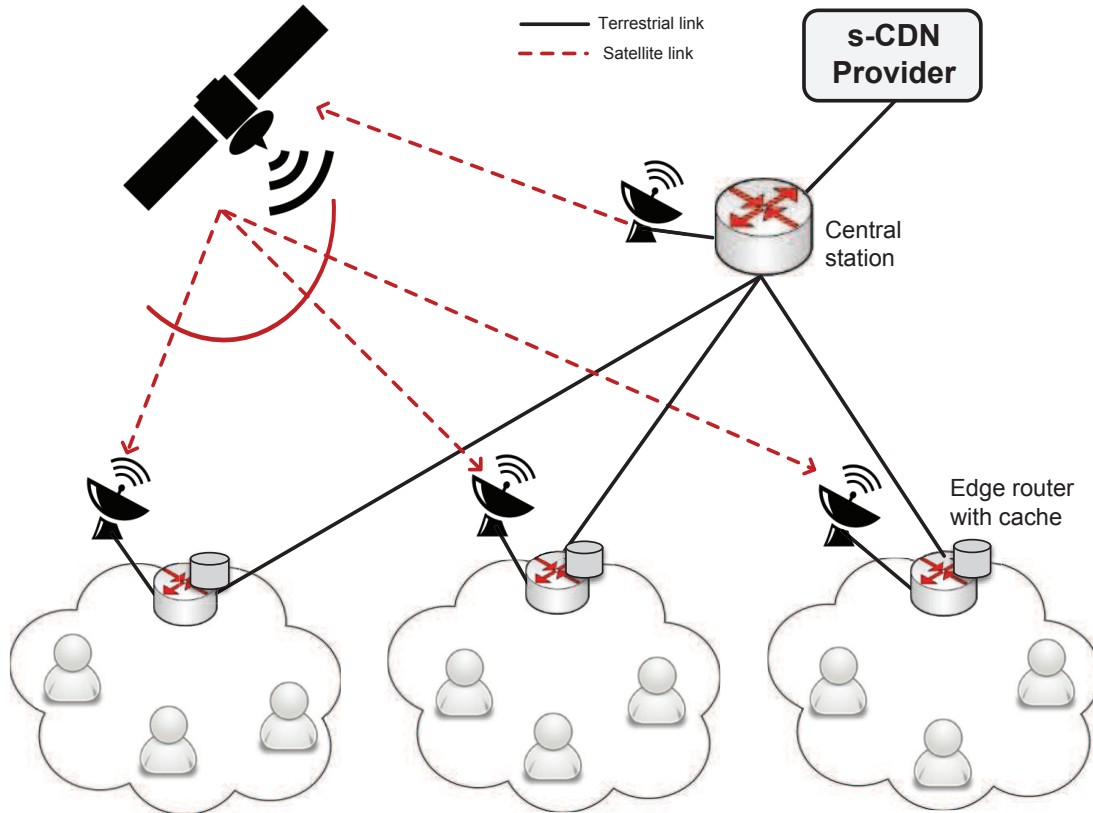 Terrestrial link
Satellite link
s-CDN
Provider
Central
station
Edge router
with cache